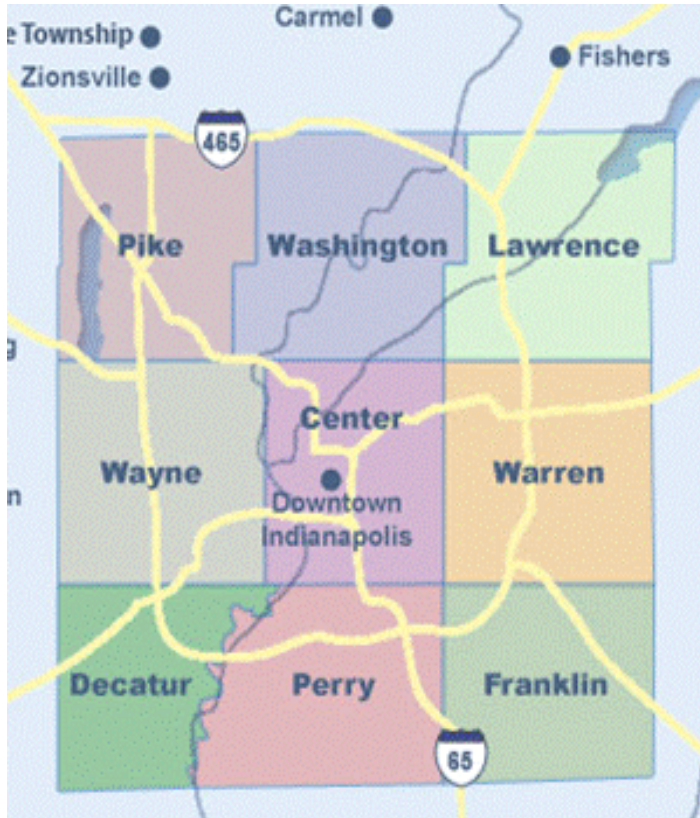 Carmel
e Township
Zionsville
Fishers
465
Pike
Washington
Lawrence
g
Center
Wayne
Warren
n
Downtown
Indianapolis
Decatur
Perry
Franklin
65